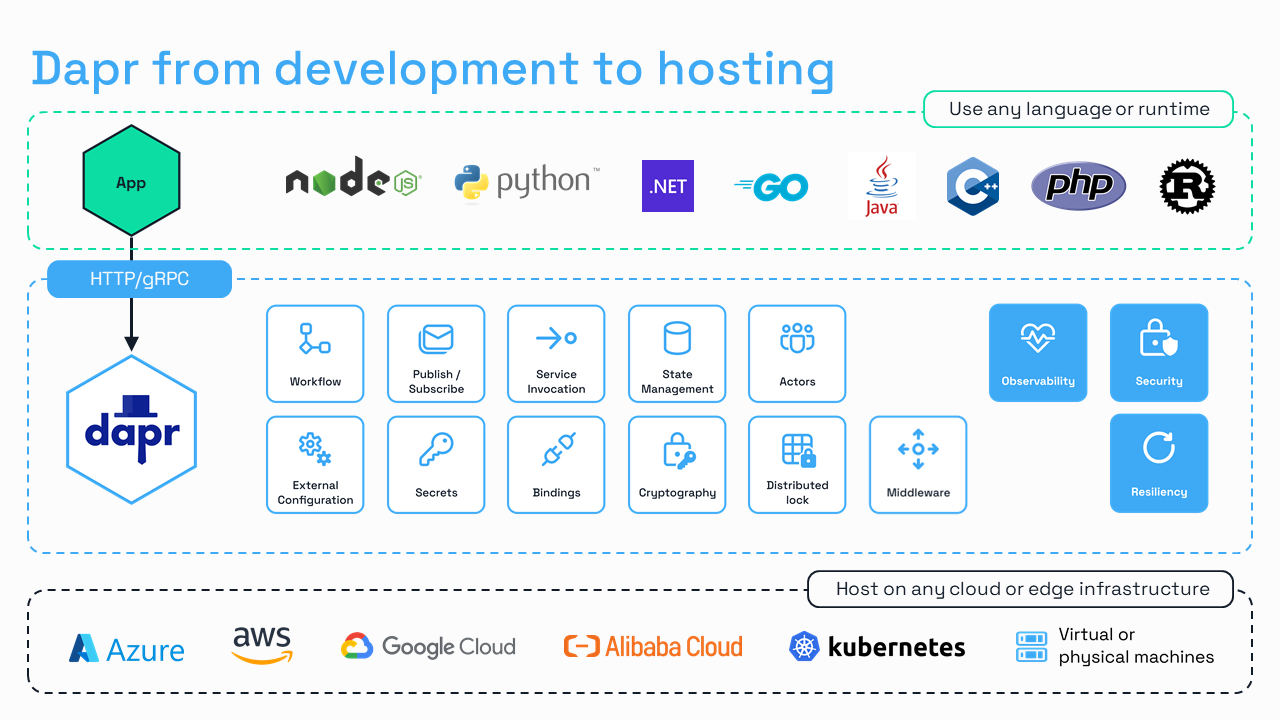 Dapr from development to hosting
Use any language or runtime
App
node
JS
python™
.NET
GO
Java
C++
php
R
HTTP/gRPC
dapr
Workflow
Publish /
Subscribe
Service
Invocation
State
Management
Actors
Observability
Security
External
Configuration
Secrets
Bindings
Cryptography
Distributed
lock
Middleware
Resiliency
Host on any cloud or edge infrastructure
Azure
aws
Google Cloud
Alibaba Cloud
kubernetes
Virtual or
physical machines